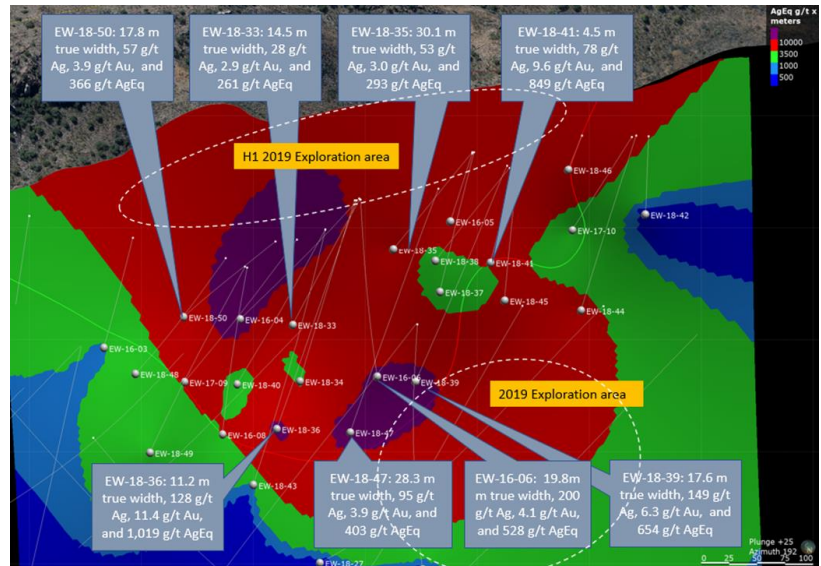 AgEq g/t x
meters
10000
3500
1000
500
EW-18-50: 17.8 m
true width, 57 g/t
Ag, 3.9 g/t Au, and
366 g/t AgEq
EW-18-33: 14.5 m
true width, 28 g/t
Ag, 2.9 g/t Au, and
261 g/t AgEq
EW-18-35: 30.1 m
true width, 53 g/t
Ag, 3.0 g/t Au, and
293 g/t AgEq
EW-18-41: 4.5 m
true width, 78 g/t
Ag, 9.6 g/t Au, and
849 g/t AgEq
H1 2019 Exploration area
EW-18-46
EW-18-42
EW-16-05
EW-17-10
EW-18-35
EW-18-38
EW-18-41
EW-18-37
EW-18-45
EW-18-44
EW-18-50
EW-16-04
EW-18-33
EW-16-03
EW-18-48
EW-17-09
EW-18-40
EW-18-34
EW-16-06
EW-18-39
2019 Exploration area
EW-16-08
EW-18-36
EW-18-47
EW-18-49
EW-18-43
EW-18-27
EW-18-36: 11.2 m
true width, 128 g/t
Ag, 11.4 g/t Au,
and 1,019 g/t AgEq
EW-18-47: 28.3 m
true width, 95 g/t
Ag, 3.9 g/t Au, and
403 g/t AgEq
EW-16-06: 19.8m
m true width, 200
g/t Ag, 4.1 g/t Au,
and 528 g/t AgEq
EW-18-39: 17.6 m
true width, 149 g/t
Ag, 6.3 g/t Au, and
654 g/t AgEq
Plunge +25
Azimuth 192
0 25 50 75 100